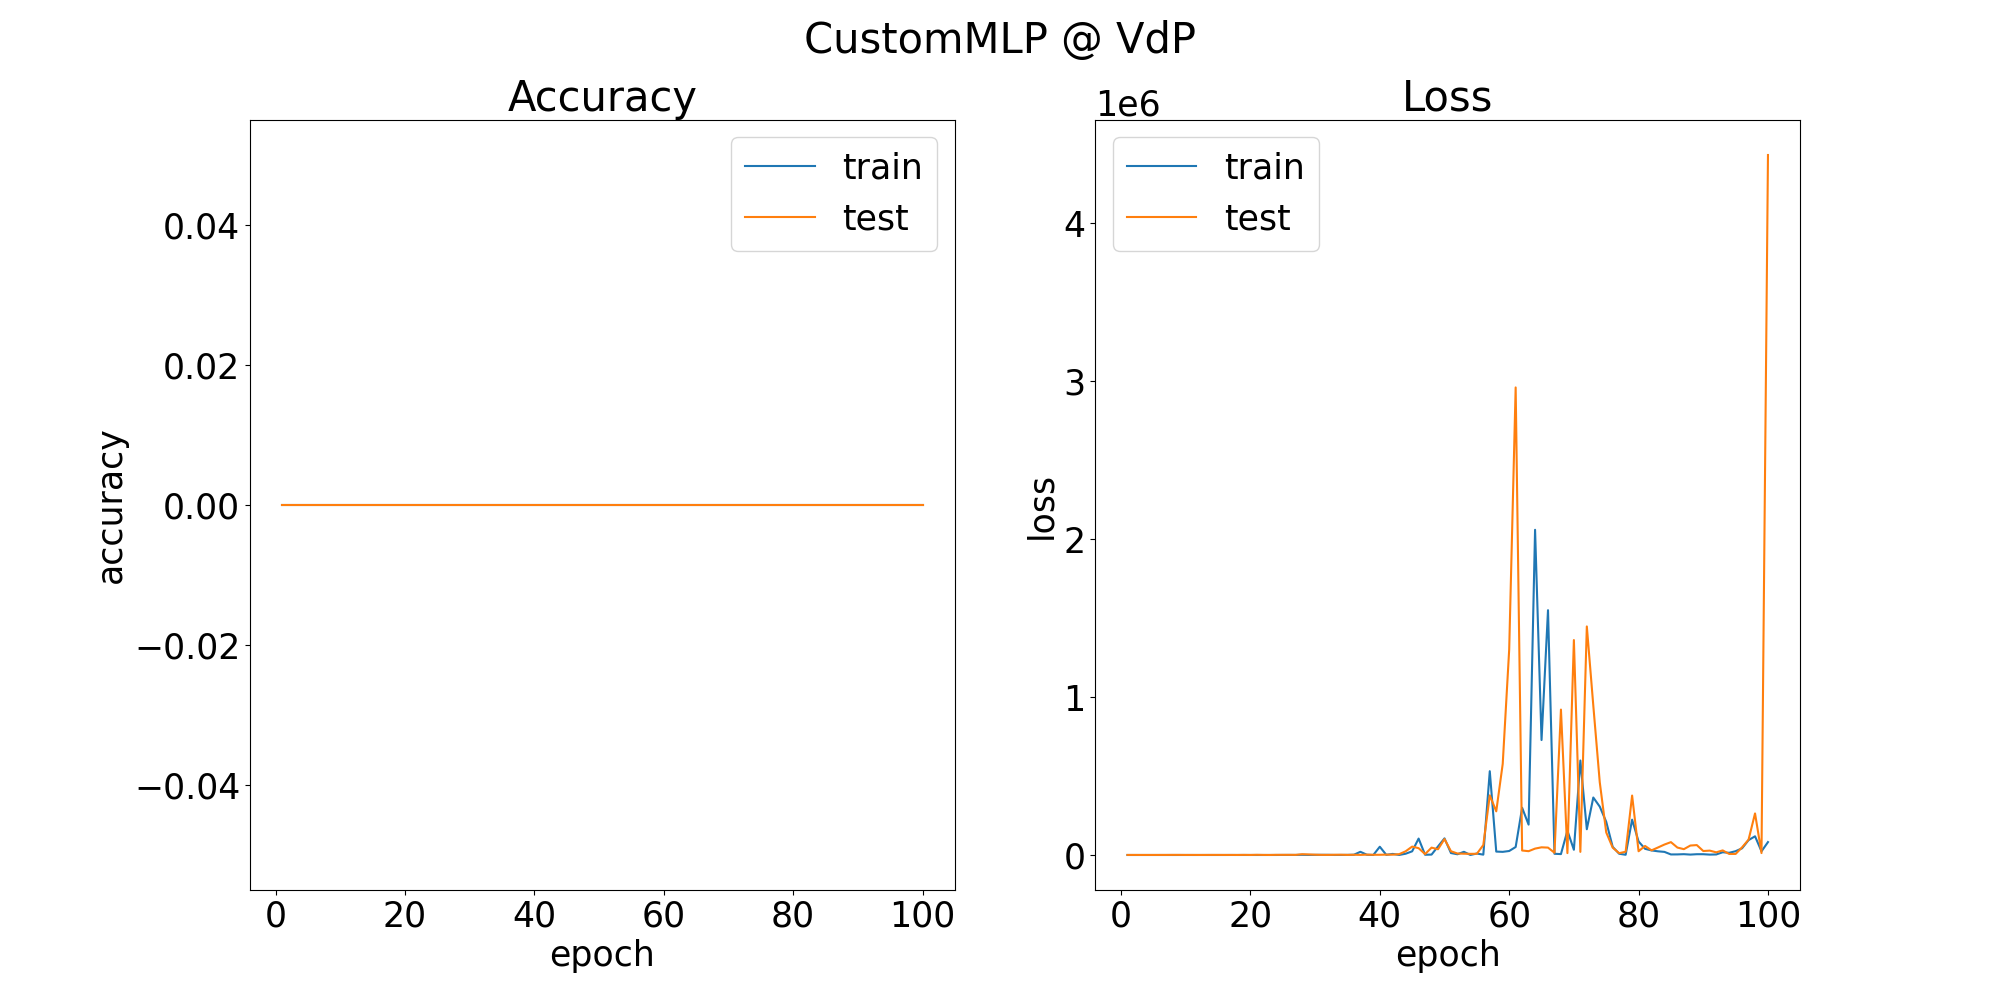 CustomMLP @ VdP
Accuracy
train
test
0.04
0.02
0.00
−0.02
−0.04
accuracy
0 20 40 60 80 100
epoch
Loss
1e6
train
test
4
3
2
1
0
loss
0 20 40 60 80 100
epoch